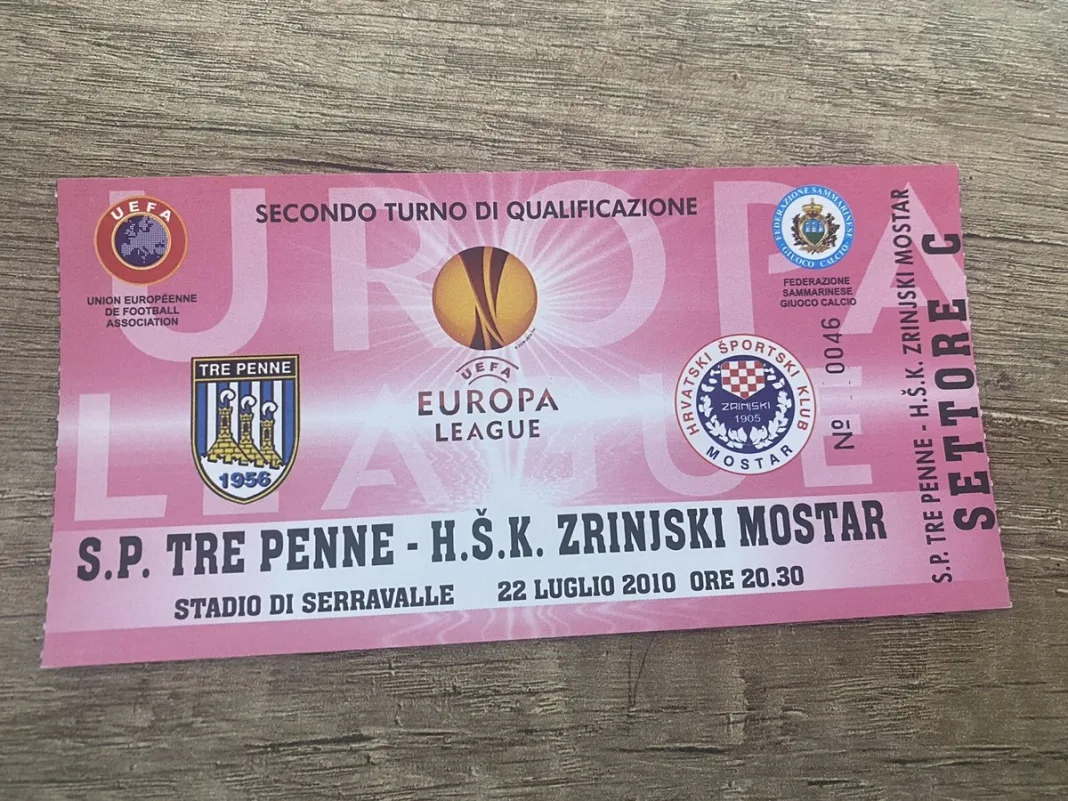 UEFA
UNION EUROPÉENNE
DE FOOTBALL
ASSOCIATION
SECONDO TURNO DI QUALIFICAZIONE
FEDERAZIONE SAMMARINESE GIUOCO CALCIO
FEDERAZIONE
SAMMARINESE
GIUOCO CALCIO
EUROPA
LEAGUE
TRE PENNE
1956
UEFA
EUROPA
LEAGUE
HRVATSKI ŠPORTSKI KLUB
ZRINJSKI
1905
MOSTAR
Nº 0046
S.P. TRE PENNE - H.Š.K. ZRINJSKI MOSTAR
STADIO DI SERRAVALLE 22 LUGLIO 2010 ORE 20.30
S.P. TRE PENNE - H.Š.K. ZRINJSKI MOSTAR
SETTORE C